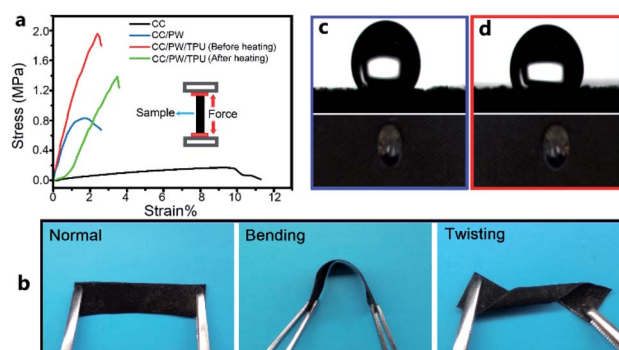 a
2.0
1.6
1.2
0.8
0.4
0.0
Stress (MPa)
0 2 4 6 8 10 12
Strain%
CC
CC/PW
CC/PW/TPU (Before heating)
CC/PW/TPU (After heating)
Sample
Force
c
d
b
Normal
Bending
Twisting